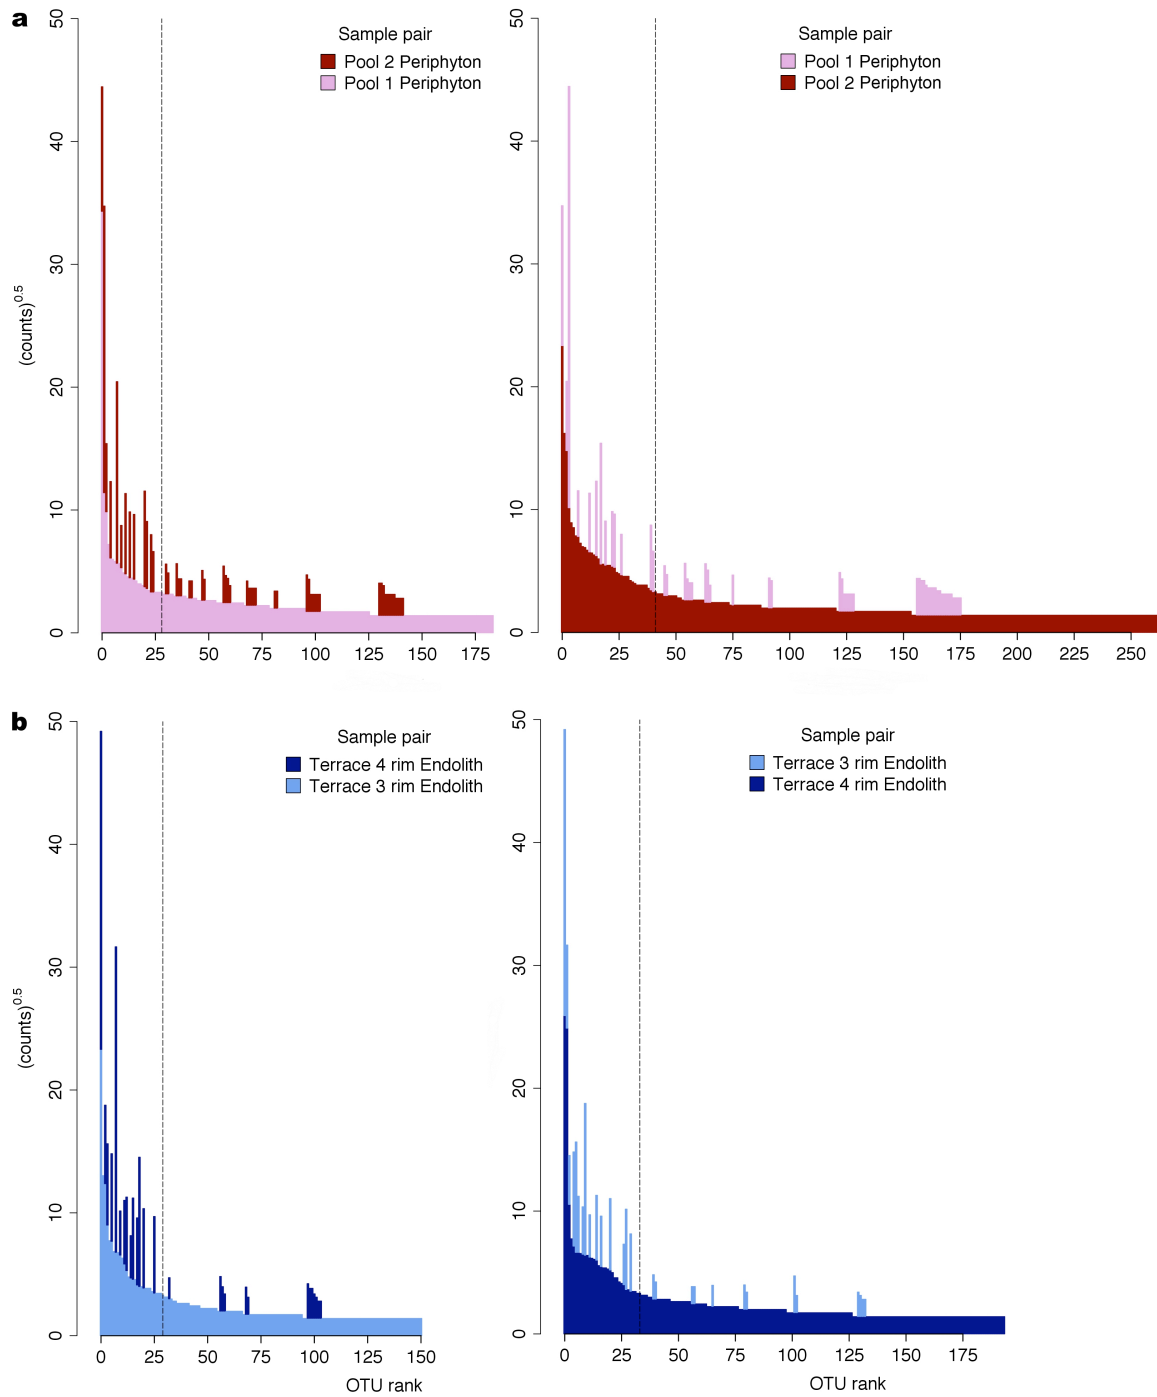 a
Sample pair
Pool 2 Periphyton
Pool 1 Periphyton
(counts)0.5
0 10 20 30 40 50
0 25 50 75 100 125 150 175
Sample pair
Pool 1 Periphyton
Pool 2 Periphyton
0 10 20 30 40 50
0 25 50 75 100 125 150 175 200 225 250
b
Sample pair
Terrace 4 rim Endolith
Terrace 3 rim Endolith
(counts)0.5
0 10 20 30 40 50
0 25 50 75 100 125 150
OTU rank
Sample pair
Terrace 3 rim Endolith
Terrace 4 rim Endolith
0 10 20 30 40 50
0 25 50 75 100 125 150 175
OTU rank